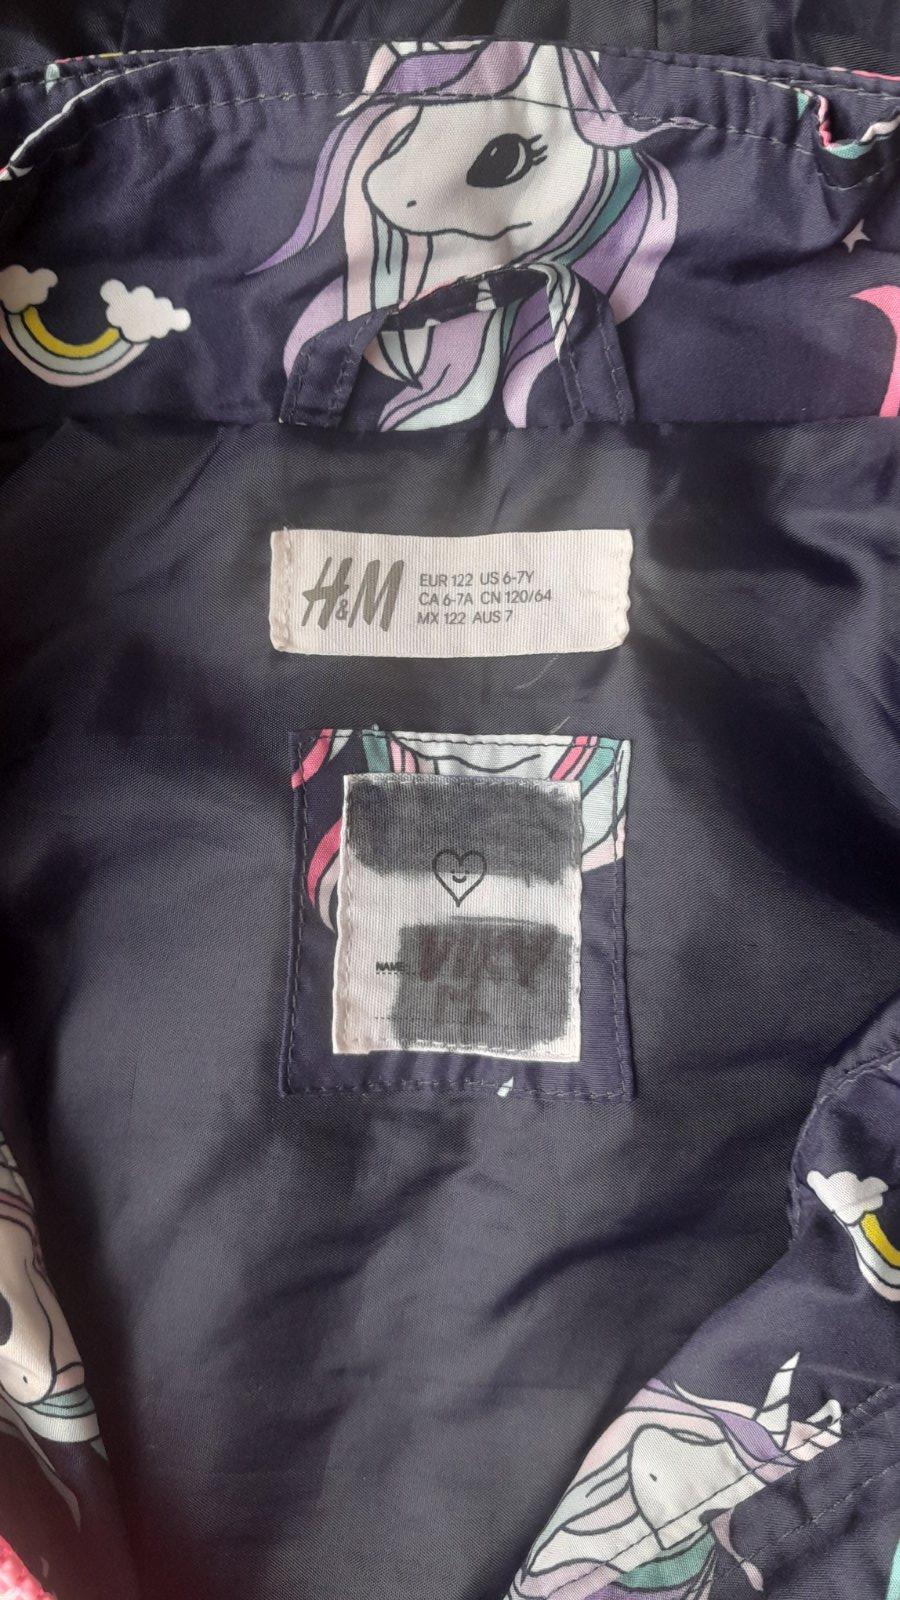 H&M
EUR 122 US 6-7Y
CA 6-7A CN 120/64
MX 122 AUS 7
NAME